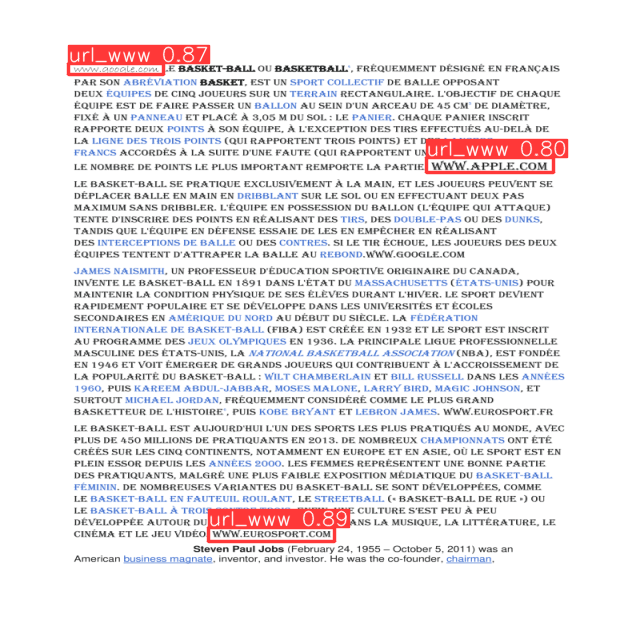 url_www 0.87
www.google.com LE BASKET-BALL OU BASKETBALL, FRÉQUEMMENT DÉSIGNÉ EN FRANÇAIS
PAR SON ABRÉVIATION BASKET, EST UN SPORT COLLECTIF DE BALLE OPPOSANT
DEUX ÉQUIPES DE CINQ JOUEURS SUR UN TERRAIN RECTANGULAIRE. L'OBJECTIF DE CHAQUE
ÉQUIPE EST DE FAIRE PASSER UN BALLON AU SEIN D'UN ARCEAU DE 45 CM DE DIAMÈTRE,
FIXÉ À UN PANNEAU ET PLACÉ À 3,05 M DU SOL : LE PANIER. CHAQUE PANIER INSCRIT
RAPPORTE DEUX POINTS À SON ÉQUIPE, À L'EXCEPTION DES TIRS EFFECTUÉS AU-DELÀ DE
LA LIGNE DES TROIS POINTS (QUI RAPPORTENT TROIS POINTS) ET
url_www 0.80
FRANCS ACCORDÉS À LA SUITE D'UNE FAUTE (QUI RAPPORTENT
LE NOMBRE DE POINTS LE PLUS IMPORTANT REMPORTE LA PARTIE WWW.APPLE.COM
LE BASKET-BALL SE PRATIQUE EXCLUSIVEMENT À LA MAIN, ET LES JOUEURS PEUVENT SE
DÉPLACER BALLE EN MAIN EN DRIBBLANT SUR LE SOL OU EN EFFECTUANT DEUX PAS
MAXIMUM SANS DRIBBLER. L'ÉQUIPE EN POSSESSION DU BALLON (L'ÉQUIPE QUI ATTAQUE)
TENTE D'INSCRIRE DES POINTS EN RÉALISANT DES TIRS, DES DOUBLE-PAS OU DES DUNKS,
TANDIS QUE L'ÉQUIPE EN DÉFENSE ESSAIE DE LES EN EMPÊCHER EN RÉALISANT
DES INTERCEPTIONS DE BALLE OU DES CONTRES. SI LE TIR ÉCHOUE, LES JOUEURS DES DEUX
ÉQUIPES TENTENT D'ATTRAPER LA BALLE AU REBOND.WWW.GOOGLE.COM
JAMES NAISMITH, UN PROFESSEUR D'ÉDUCATION SPORTIVE ORIGINAIRE DU CANADA,
INVENTE LE BASKET-BALL EN 1891 DANS L'ÉTAT DU MASSACHUSETTS (ÉTATS-UNIS) POUR
MAINTENIR LA CONDITION PHYSIQUE DE SES ÉLÈVES DURANT L'HIVER. LE SPORT DEVIENT
RAPIDEMENT POPULAIRE ET SE DÉVELOPPE DANS LES UNIVERSITÉS ET ÉCOLES
SECONDAIRES EN AMÉRIQUE DU NORD AU DÉBUT DU SIÈCLE. LA FÉDÉRATION
INTERNATIONALE DE BASKET-BALL (FIBA) EST CRÉÉE EN 1932 ET LE SPORT EST INSCRIT
AU PROGRAMME DES JEUX OLYMPIQUES EN 1936. LA PRINCIPALE LIGUE PROFESSIONNELLE
MASCULINE DES ÉTATS-UNIS, LA NATIONAL BASKETBALL ASSOCIATION (NBA), EST FONDÉE
EN 1946 ET VOIT ÉMERGER DE GRANDS JOUEURS QUI CONTRIBUENT À L'ACCROISSEMENT DE
LA POPULARITÉ DU BASKET-BALL : WILT CHAMBERLAIN ET BILL RUSSELL DANS LES ANNÉES
1960, PUIS KAREEM ABDUL-JABBAR, MOSES MALONE, LARRY BIRD, MAGIC JOHNSON, ET
SURTOUT MICHAEL JORDAN, FRÉQUEMMENT CONSIDÉRÉ COMME LE PLUS GRAND
BASKETTEUR DE L'HISTOIRE, PUIS KOBE BRYANT ET LEBRON JAMES. WWW.EUROSPORT.FR
LE BASKET-BALL EST AUJOURD'HUI L'UN DES SPORTS LES PLUS PRATIQUÉS AU MONDE, AVEC
PLUS DE 450 MILLIONS DE PRATIQUANTS EN 2013. DE NOMBREUX CHAMPIONNATS ONT ÉTÉ
CRÉÉS SUR LES CINQ CONTINENTS, NOTAMMENT EN EUROPE ET EN ASIE, OÙ LE SPORT EST EN
PLEIN ESSOR DEPUIS LES ANNÉES 2000. LES FEMMES REPRÉSENTENT UNE BONNE PARTIE
DES PRATIQUANTS, MALGRÉ UNE PLUS FAIBLE EXPOSITION MÉDIATIQUE DU BASKET-BALL
FÉMININ. DE NOMBREUSES VARIANTES DU BASKET-BALL SE SONT DÉVELOPPÉES, COMME
LE BASKET-BALL EN FAUTEUIL ROULANT, LE STREETBALL (« BASKET-BALL DE RUE ») OU
LE BASKET-BALL À TROIS CONTRE TROIS. ENFIN, UNE CULTURE S'EST PEU À PEU
url_www 0.89
DÉVELOPPÉE AUTOUR DU DANS LA MUSIQUE, LA LITTÉRATURE, LE
CINÉMA ET LE JEU VIDÉO WWW.EUROSPORT.COM
Steven Paul Jobs (February 24, 1955 – October 5, 2011) was an
American business magnate, inventor, and investor. He was the co-founder, chairman,